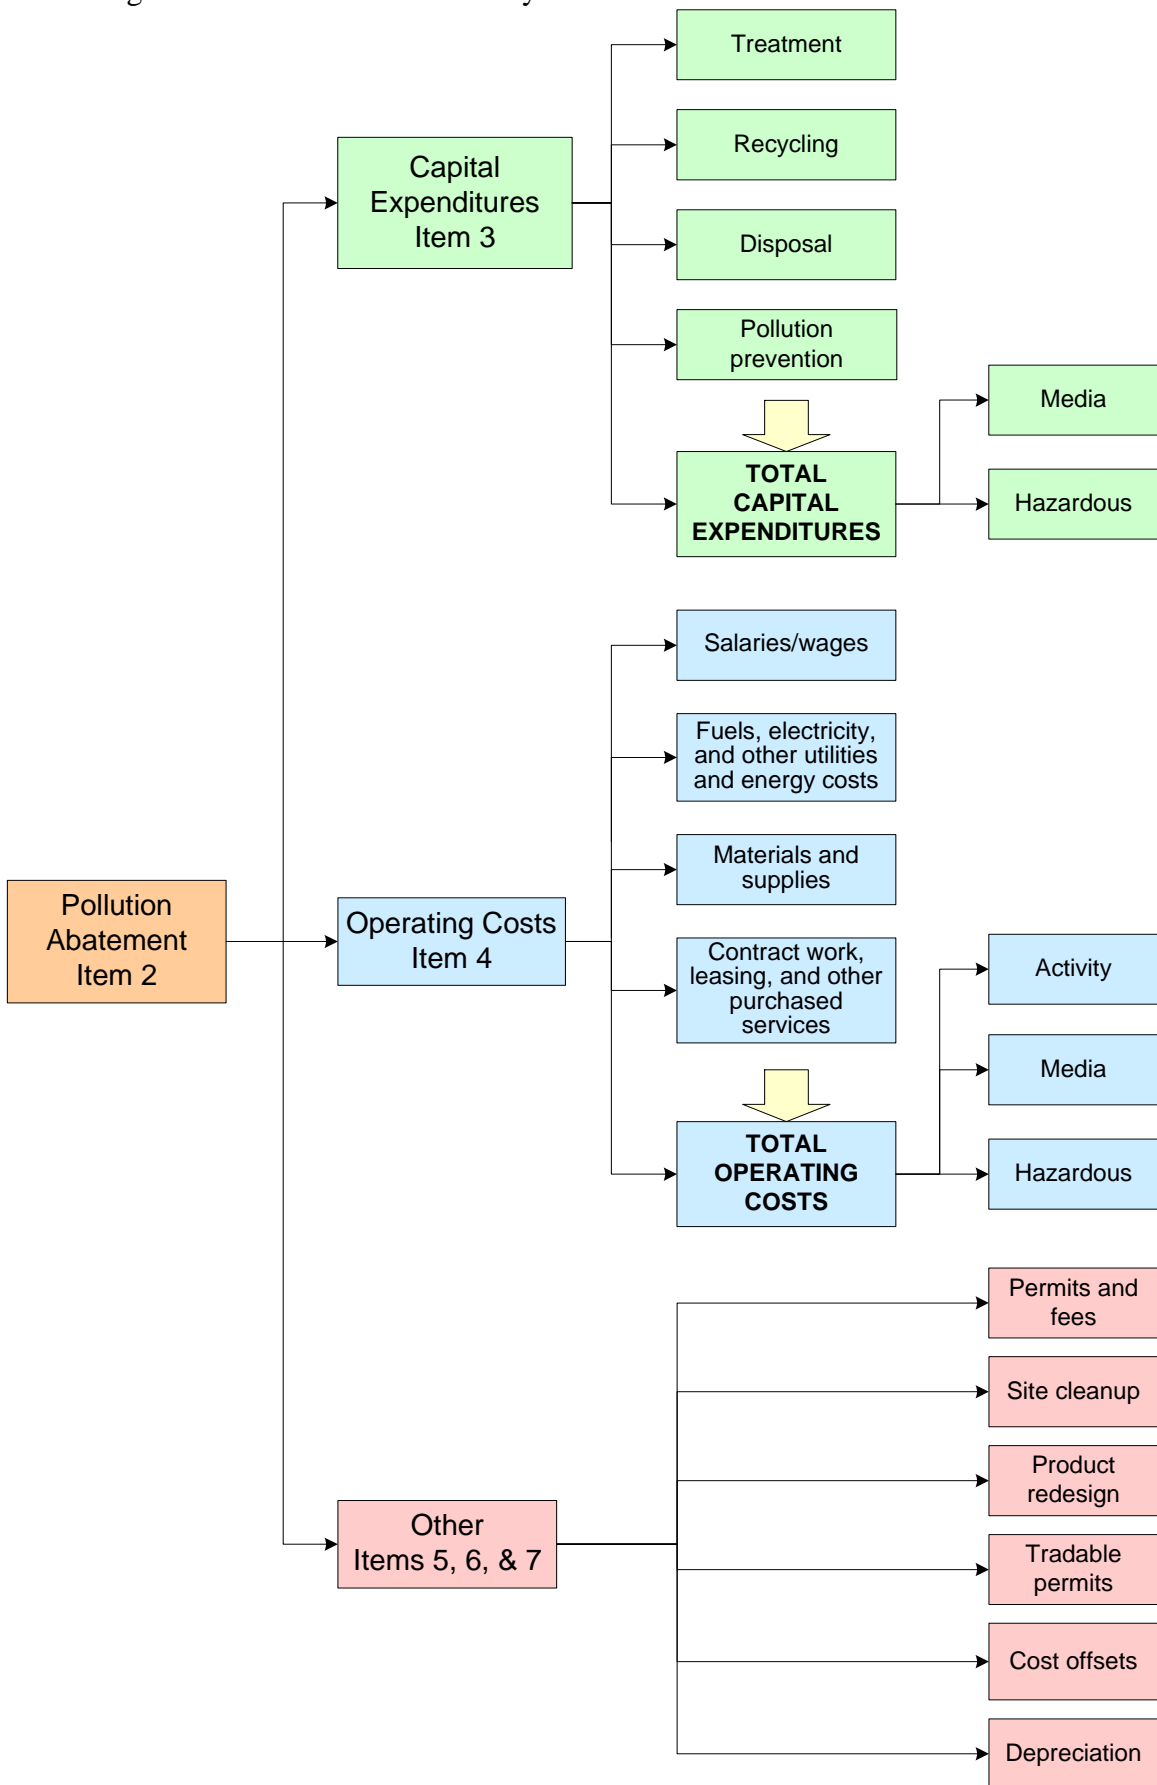 Treatment
Recycling
Capital
Expenditures
Item 3
Disposal
Pollution
prevention
Media
TOTAL
CAPITAL
EXPENDITURES
Hazardous
Salaries/wages
Fuels, electricity,
and other utilities
and energy costs
Materials and
supplies
Pollution
Abatement
Item 2
Operating Costs
Item 4
Contract work,
leasing, and other
purchased
services
Activity
Media
TOTAL
OPERATING
COSTS
Hazardous
Permits and
fees
Site cleanup
Product
redesign
Other
Items 5, 6, & 7
Tradable
permits
Cost offsets
Depreciation